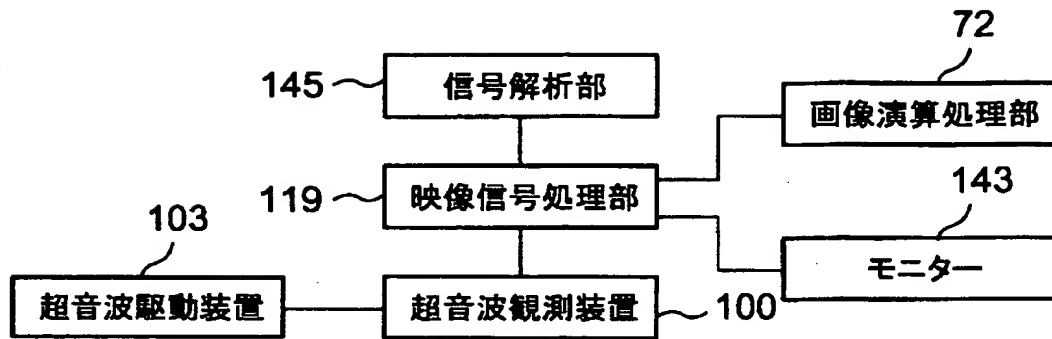 72
145
信号解析部
画像演算処理部
119
映像信号処理部
143
103
モニター
超音波駆動装置
超音波観測装置
100